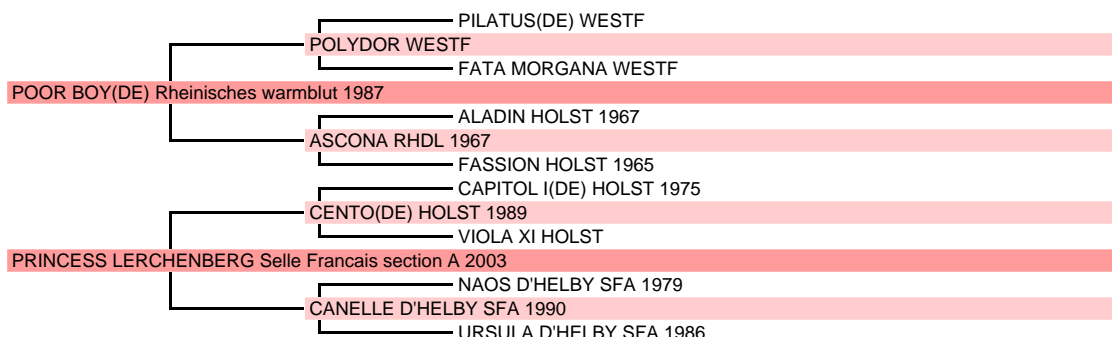 PILATUS(DE) WESTF
POLYDOR WESTF
FATA MORGANA WESTF
POOR BOY(DE) Rheinisches warmblut 1987
ALADIN HOLST 1967
ASCONA RHDL 1967
FASSION HOLST 1965
CAPITOL I(DE) HOLST 1975
CENTO(DE) HOLST 1989
VIOLA XI HOLST
PRINCESS LERCHENBERG Selle Francais section A 2003
NAOS D'HELBY SFA 1979
CANELLE D'HELBY SFA 1990
URSULA D'HELBY SFA 1986